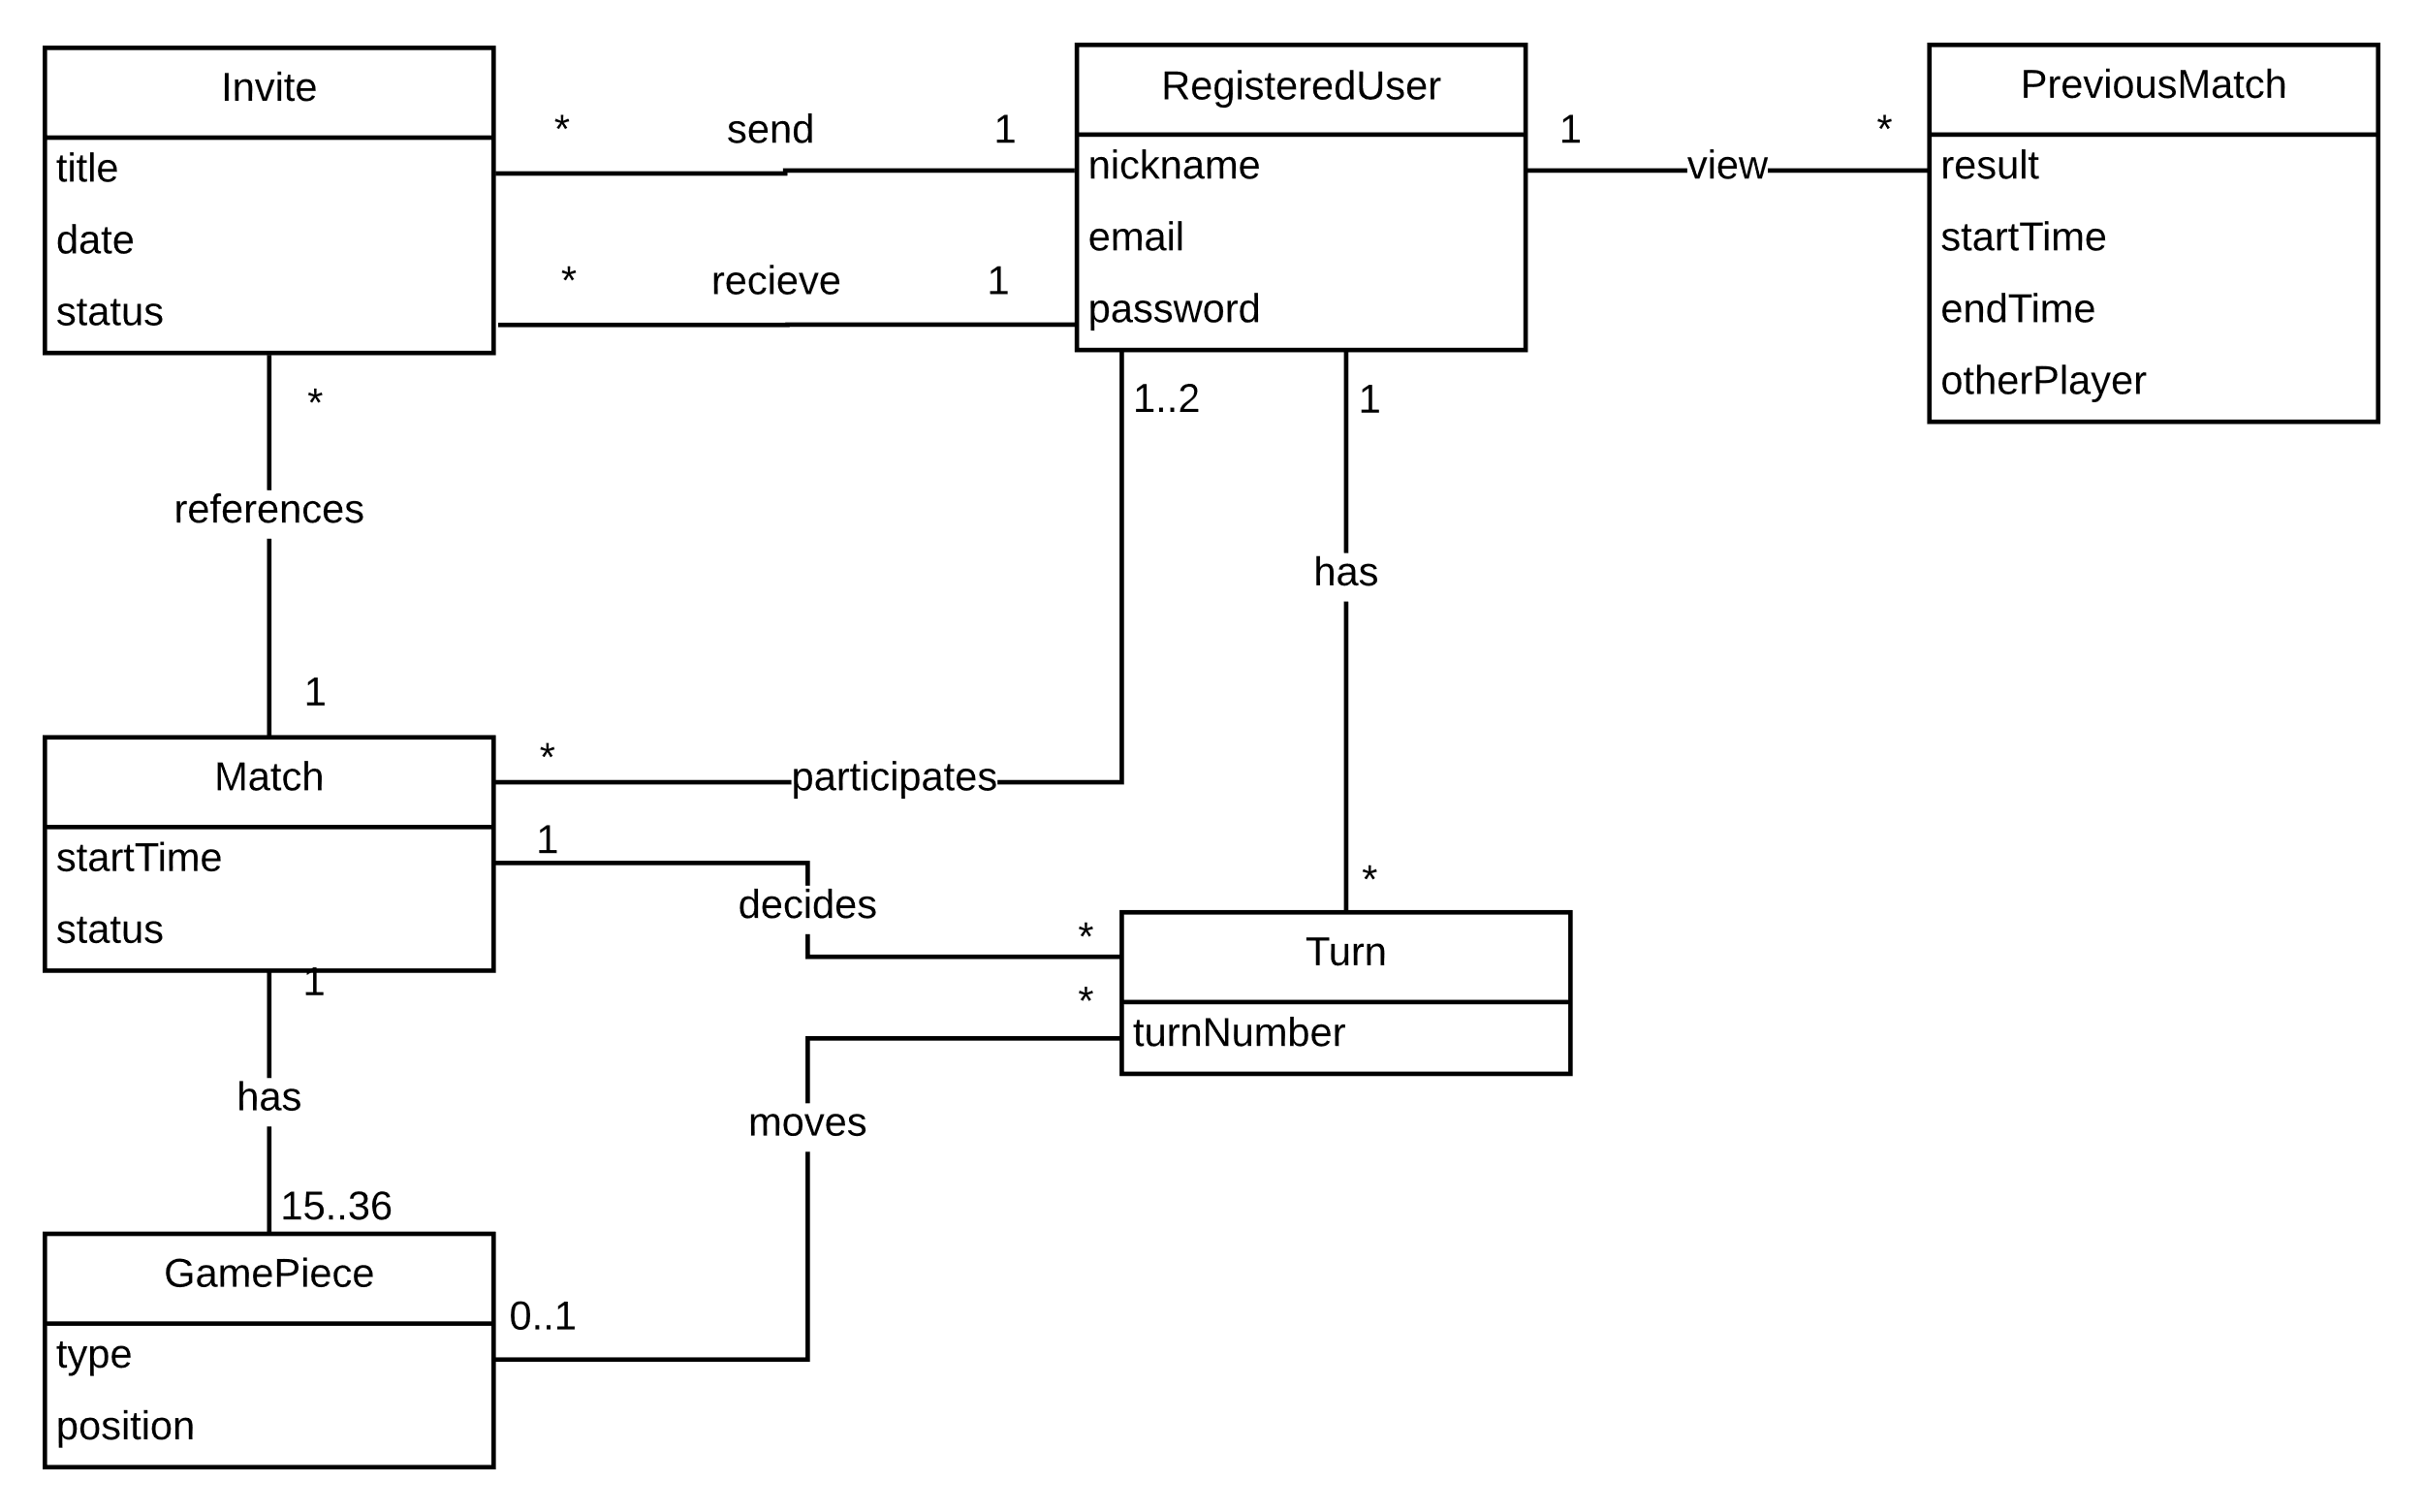 Invite
title
date
status
* send 1
* recieve 1
RegisteredUser
nickname
email
password
1 view *
PreviousMatch
result
startTime
endTime
otherPlayer
*
references
1
1..2
1
has
*
Match
startTime
status
* participates
1
decides
*
Turn
turnNumber
*
moves
0..1
1
has
15..36
GamePiece
type
position